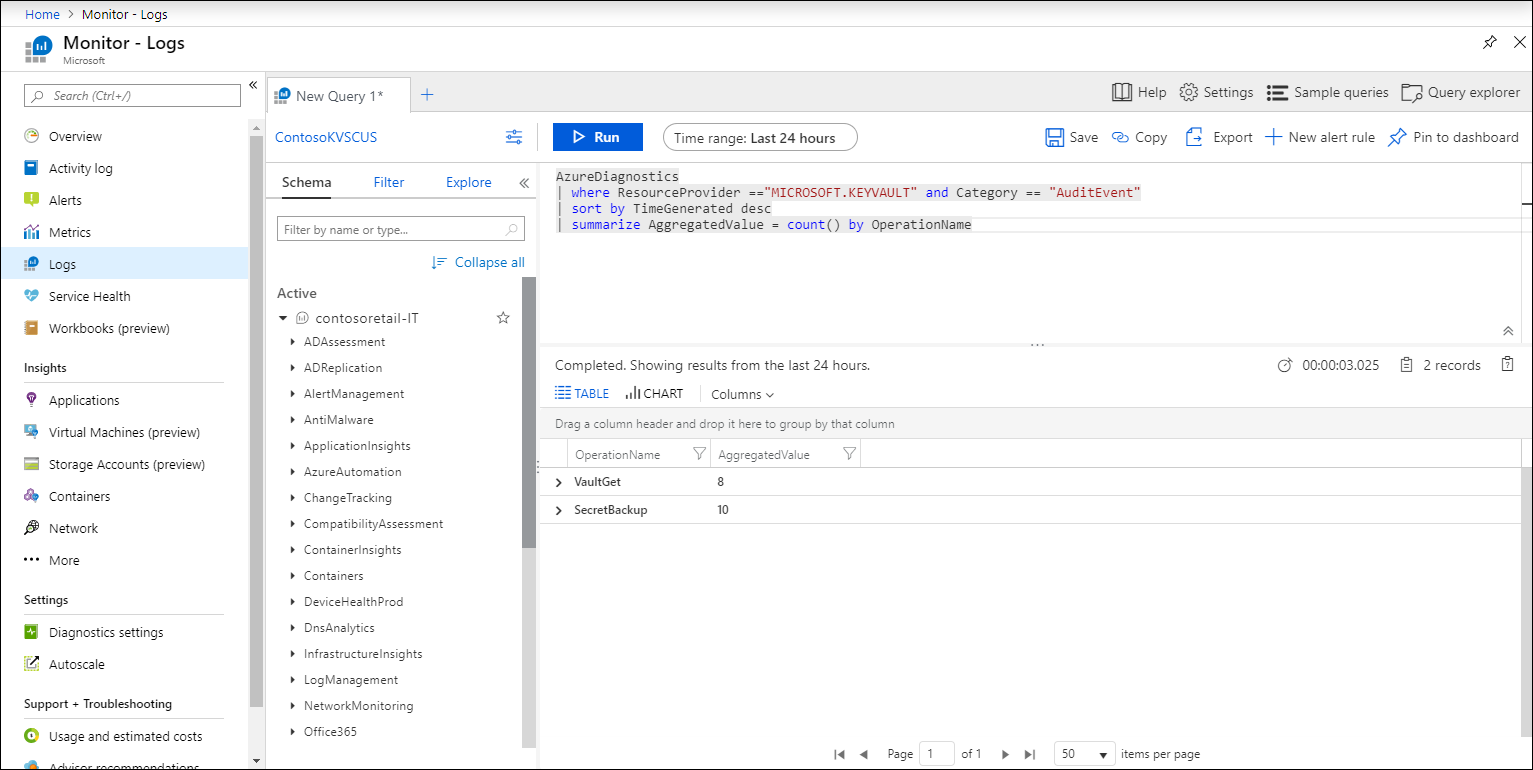 Home > Monitor - Logs
Monitor - Logs
Microsoft
Search (Ctrl+/)
«
Overview
Activity log
Alerts
Metrics
Logs
Service Health
Workbooks (preview)
Insights
Applications
Virtual Machines (preview)
Storage Accounts (preview)
Containers
Network
More
Settings
Diagnostics settings
Autoscale
Support + Troubleshooting
Usage and estimated costs
Advisor recommendations
New Query 1*
+
Help
Settings
Sample queries
Query explorer
ContosoKVSCUS
Run
Time range: Last 24 hours
Save
Copy
Export
New alert rule
Pin to dashboard
Schema
Filter
Explore
«
Filter by name or type...
Collapse all
Active
contosoretail-IT
ADAssessment
ADReplication
AlertManagement
AntiMalware
ApplicationInsights
AzureAutomation
ChangeTracking
CompatibilityAssessment
ContainerInsights
Containers
DeviceHealthProd
DnsAnalytics
InfrastructureInsights
LogManagement
NetworkMonitoring
Office365
AzureDiagnostics
| where ResourceProvider =="MICROSOFT.KEYVAULT" and Category == "AuditEvent"
| sort by TimeGenerated desc
| summarize AggregatedValue = count() by OperationName
Completed. Showing results from the last 24 hours.
00:00:03.025
2 records
TABLE
CHART
Columns
Drag a column header and drop it here to group by that column
OperationName AggregatedValue
VaultGet 8
SecretBackup 10
Page 1 of 1
50 items per page